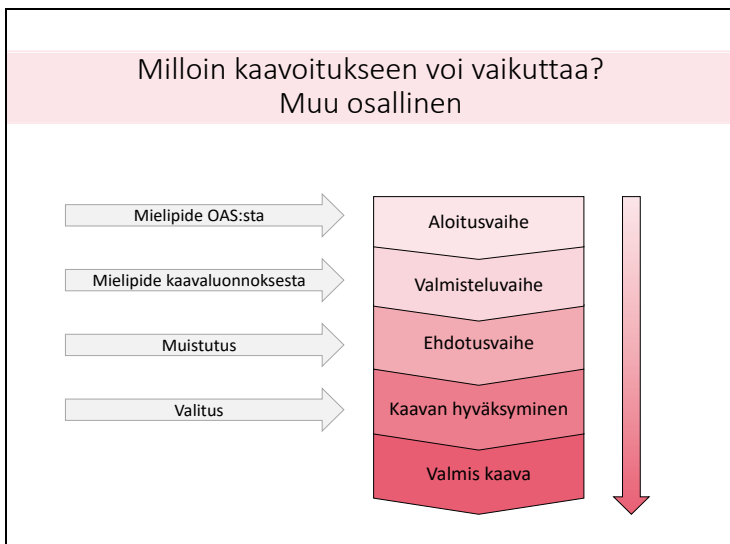 Milloin kaavoitukseen voi vaikuttaa?
Muu osallinen
Mielipide OAS:sta
Aloitusvaihe
Mielipide kaavaluonnoksesta
Valmisteluvaihe
Muistutus
Ehdotusvaihe
Valitus
Kaavan hyväksyminen
Valmis kaava